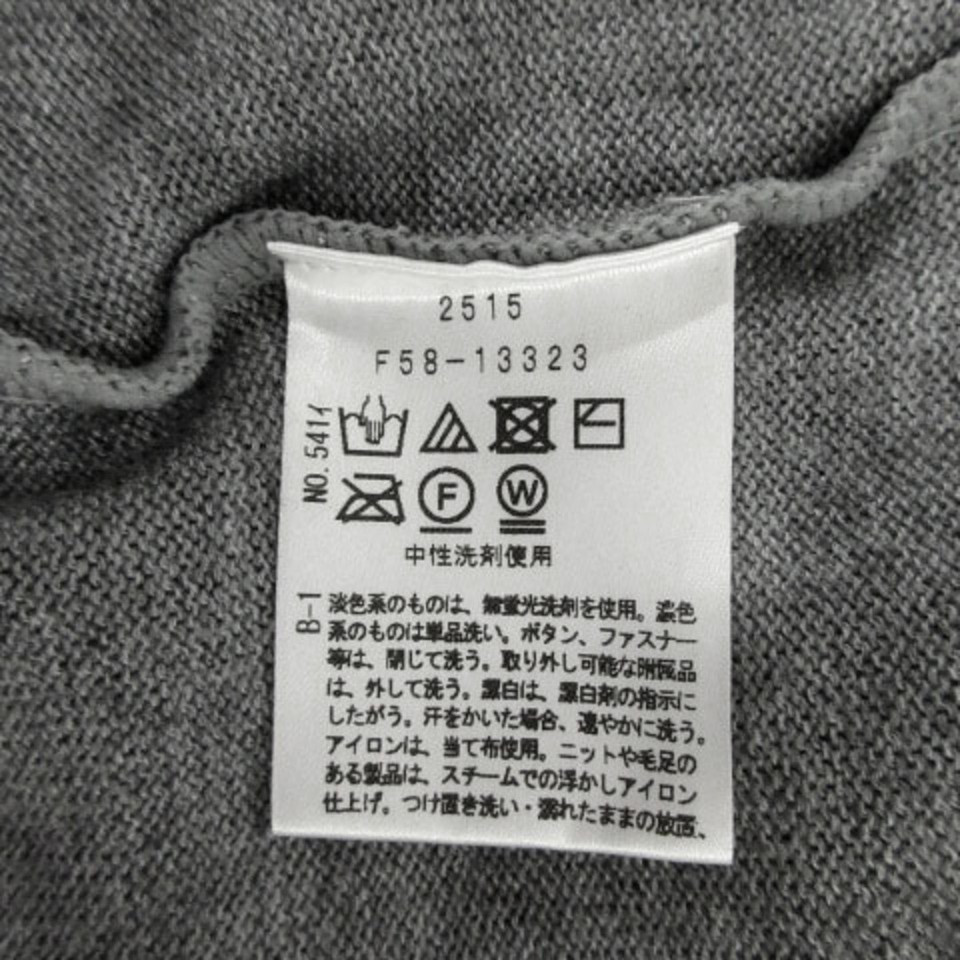 2515
F58-13323
NO.541イ
F W
中性洗剤使用
B-1
淡色系のものは、無蛍光洗剤を使用。濃色
系のものは単品洗い。ボタン、ファスナー
等は、閉じて洗う。取り外し可能な附属品
は、外して洗う。漂白は、漂白剤の指示に
したがう。汗をかいた場合、速やかに洗う。
アイロンは、当て布使用。ニットや毛足の
ある製品は、スチームでの浮かしアイロン
仕上げ。つけ置き洗い・濡れたままの放置、